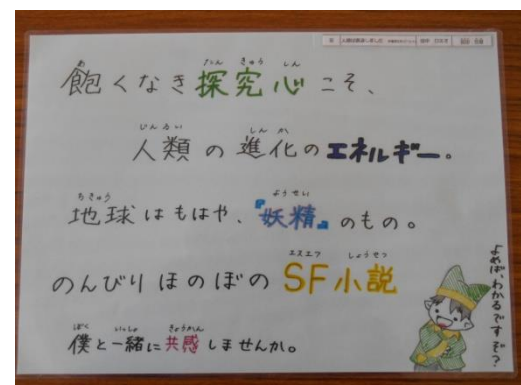 飽くなき探究心こそ、
人類の進化のエネルギー。
地球はもはや、『妖精』のもの。
のんびりほのぼの SF小説
僕と一緒に共感しませんか。
よめば、わかるですぞ?